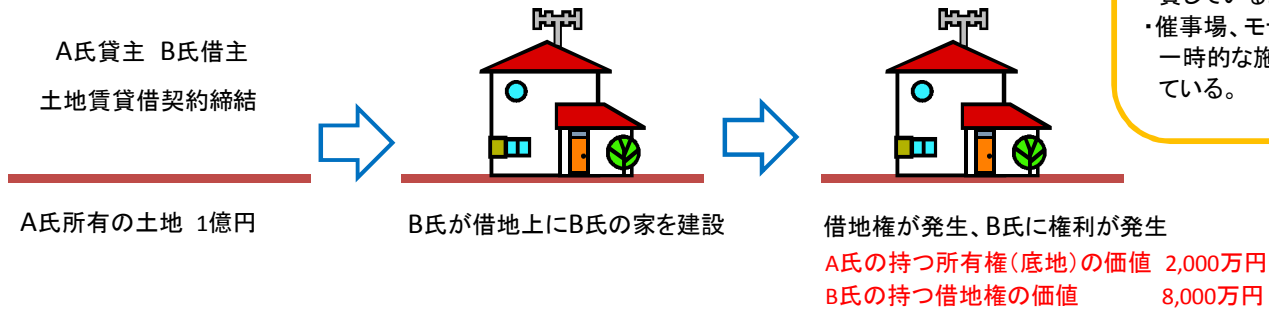 ・催事場、モ
一時的な施
ている。
A氏貸主 B氏借主
土地賃貸借契約締結
A氏所有の土地 1億円
B氏が借地上にB氏の家を建設
借地権が発生、B氏に権利が発生
A氏の持つ所有権（底地）の価値 2,000万円
B氏の持つ借地権の価値 8,000万円